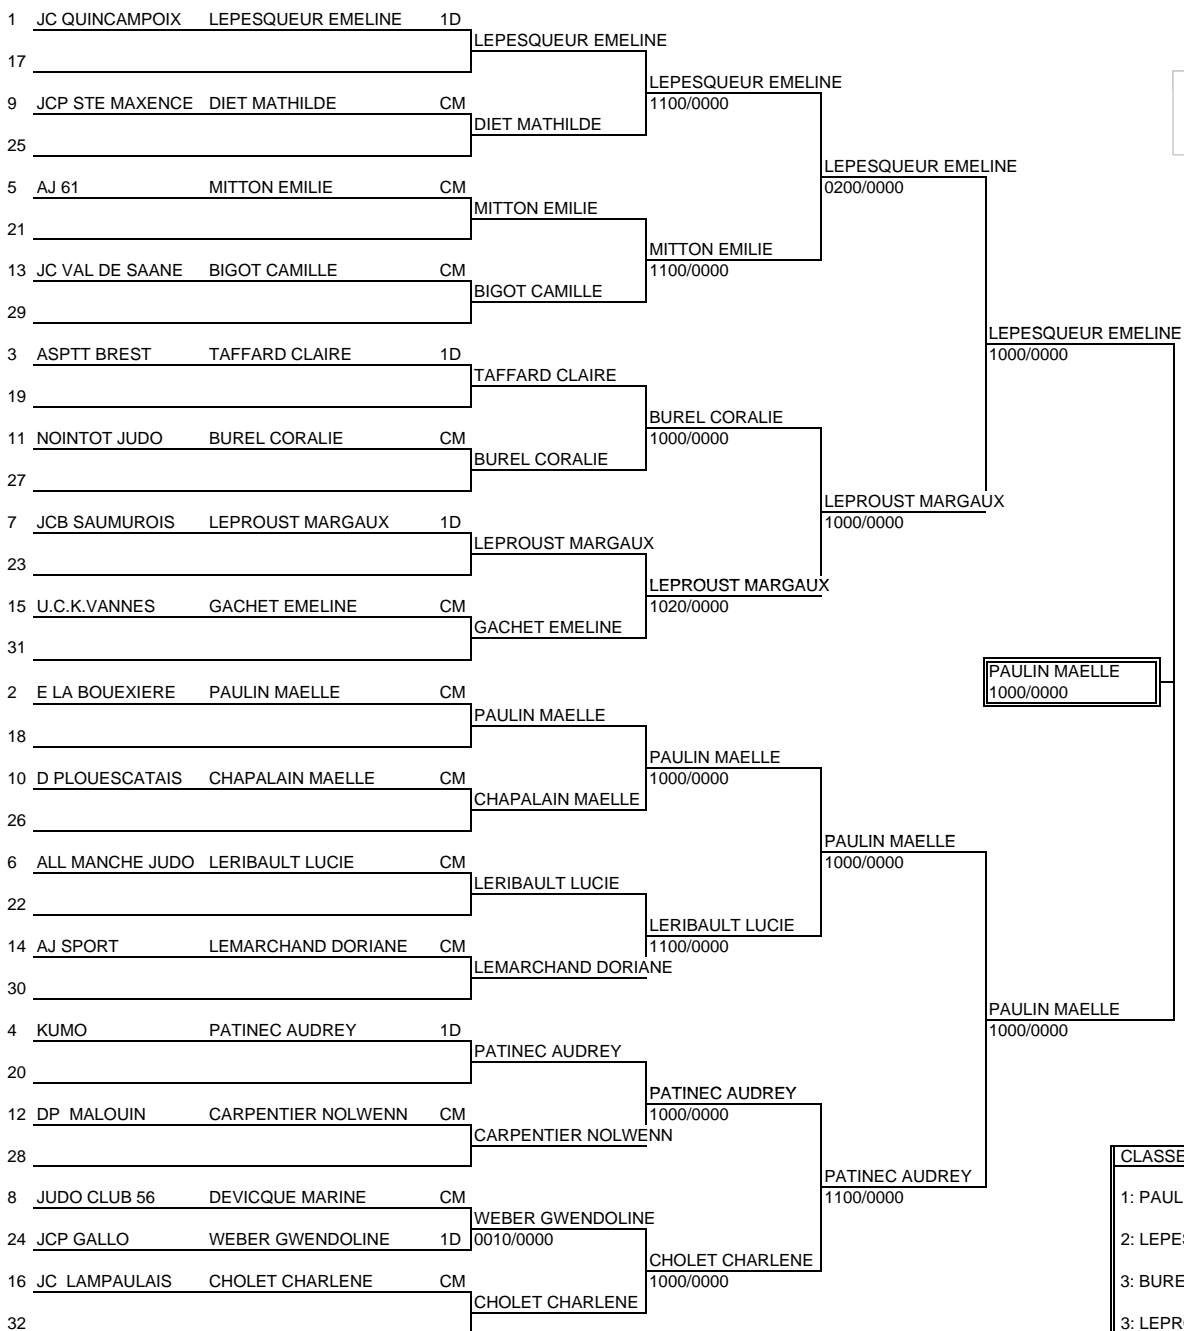 1 JC QUINCAMPOIX LEPESQUEUR EMELINE 1D
LEPESQUEUR EMELINE
17
LEPESQUEUR EMELINE
1100/0000
9 JCP STE MAXENCE DIET MATHILDE CM
DIET MATHILDE
25
LEPESQUEUR EMELINE
0200/0000
5 AJ 61 MITTON EMILIE CM
MITTON EMILIE
21
MITTON EMILIE
1100/0000
13 JC VAL DE SAANE BIGOT CAMILLE CM
BIGOT CAMILLE
29
LEPESQUEUR EMELINE
1000/0000
3 ASPTT BREST TAFFARD CLAIRE 1D
TAFFARD CLAIRE
19
BUREL CORALIE
1000/0000
11 NOINTOT JUDO BUREL CORALIE CM
BUREL CORALIE
27
LEPROUST MARGAUX
1000/0000
7 JCB SAUMUROIS LEPROUST MARGAUX 1D
LEPROUST MARGAUX
23
LEPROUST MARGAUX
1020/0000
15 U.C.K.VANNES GACHET EMELINE CM
GACHET EMELINE
31
PAULIN MAELLE
1000/0000
2 E LA BOUEXIERE PAULIN MAELLE CM
PAULIN MAELLE
18
PAULIN MAELLE
1000/0000
10 D PLOUESCATAIS CHAPALAIN MAELLE CM
CHAPALAIN MAELLE
26
PAULIN MAELLE
1000/0000
6 ALL MANCHE JUDO LERIBAULT LUCIE CM
LERIBAULT LUCIE
22
LERIBAULT LUCIE
1100/0000
14 AJ SPORT LEMARCHAND DORIANE CM
LEMARCHAND DORIANE
30
PAULIN MAELLE
1000/0000
4 KUMO PATINEC AUDREY 1D
PATINEC AUDREY
20
PATINEC AUDREY
1000/0000
12 DP MALOUIN CARPENTIER NOLWENN CM
CARPENTIER NOLWENN
28
PATINEC AUDREY
1100/0000
8 JUDO CLUB 56 DEVICQUE MARINE CM
WEBER GWENDOLINE
0010/0000
24 JCP GALLO WEBER GWENDOLINE 1D
CHOLET CHARLENE
1000/0000
16 JC LAMPAULAIS CHOLET CHARLENE CM
CHOLET CHARLENE
32
CLASSE
1: PAUL
2: LEPES
3: BURE
3: LEPRO